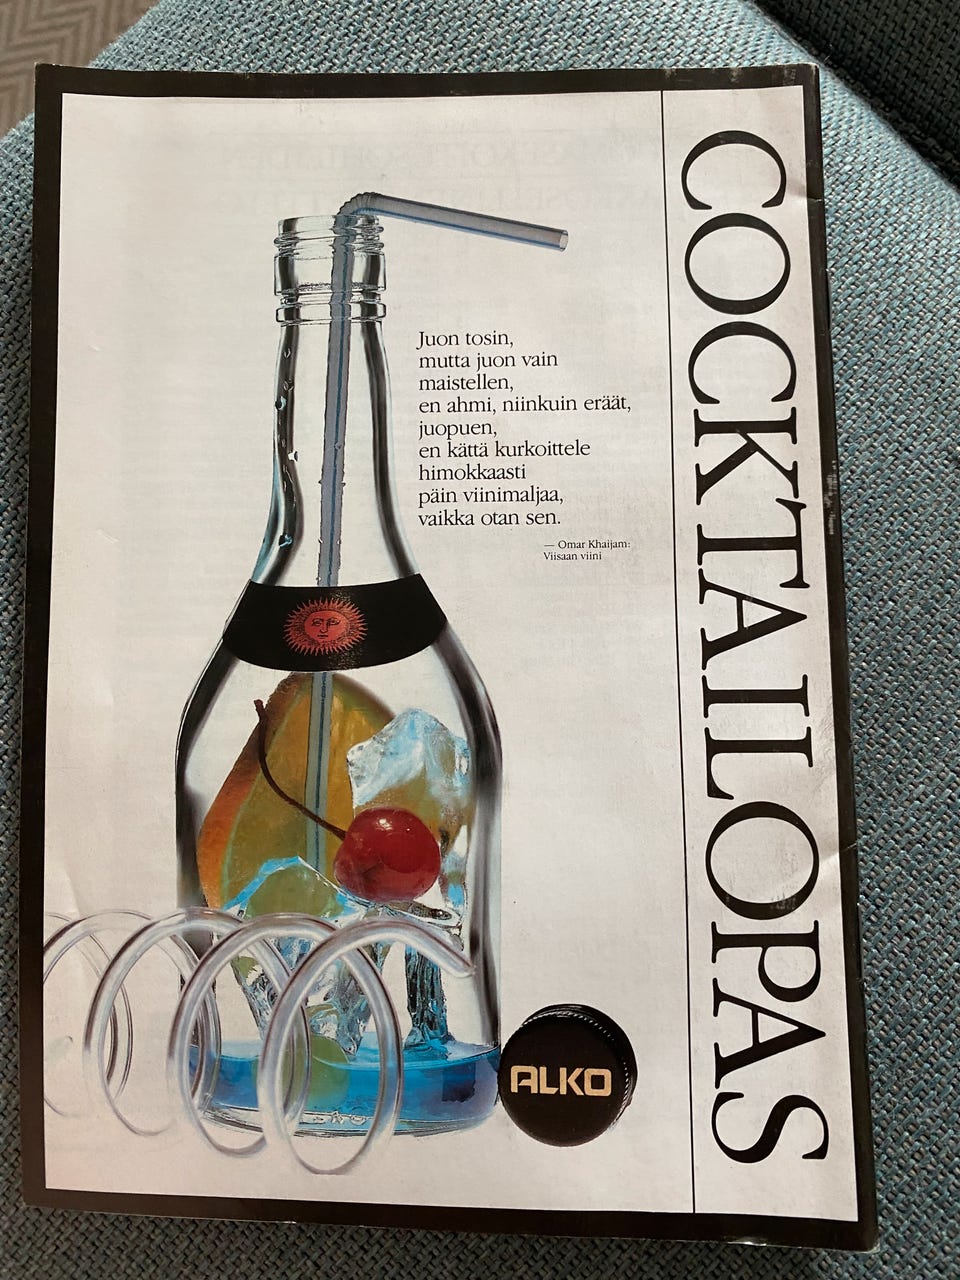 COCKTAILOPAS
Juon tosin,
mutta juon vain
maistellen,
en ahmi, niinkuin eräät,
juopuen,
en kättä kurkoittele
himokkaasti
päin viinimaljaa,
vaikka otan sen.
— Omar Khaijam:
Viisaan viini
ALKO